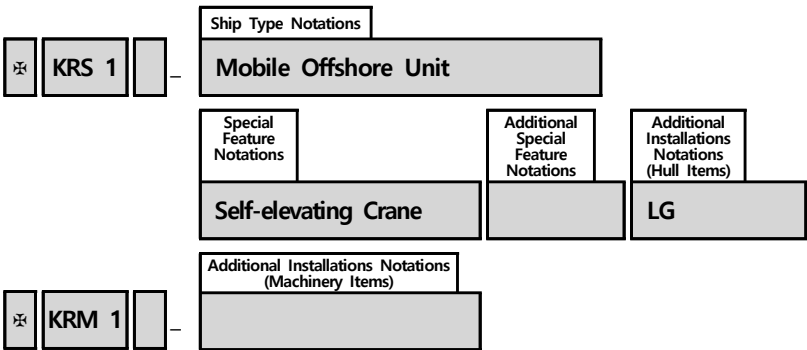 Ship Type Notations
✠ KRS 1 – Mobile Offshore Unit
Special
Feature
Notations
Additional
Special
Feature
Notations
Additional
Installations
Notations
(Hull Items)
Self-elevating Crane
LG
Additional Installations Notations
(Machinery Items)
✠ KRM 1 –